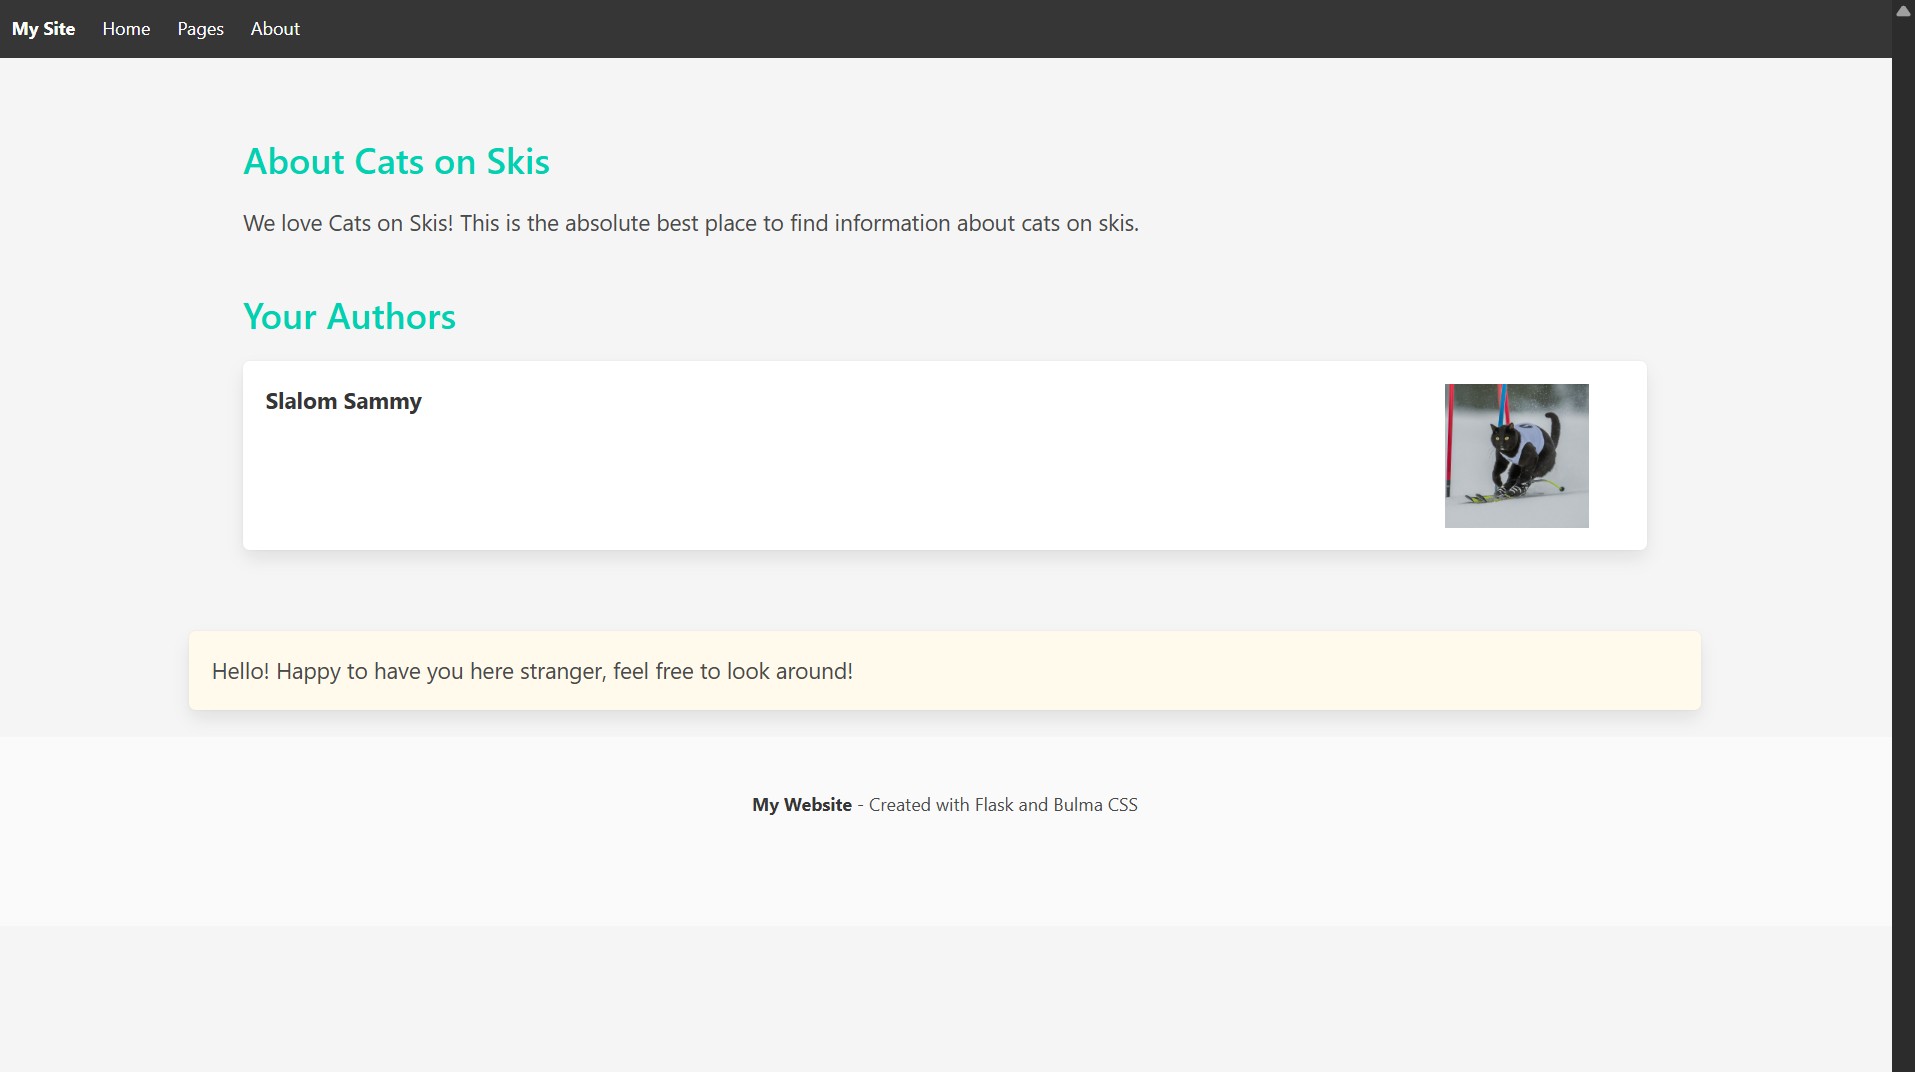 My Site Home Pages About
About Cats on Skis
We love Cats on Skis! This is the absolute best place to find information about cats on skis.
Your Authors
Slalom Sammy
Hello! Happy to have you here stranger, feel free to look around!
My Website - Created with Flask and Bulma CSS